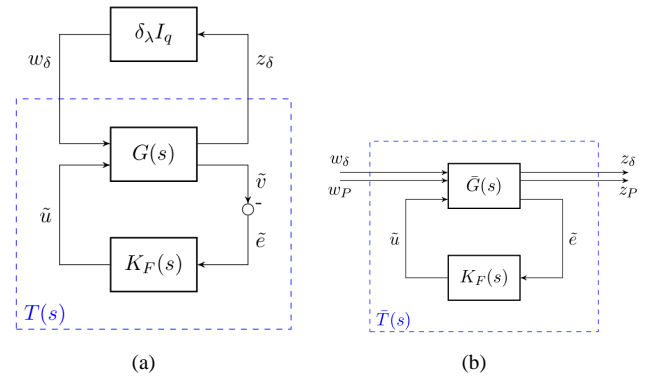 δ_λ I_q
w_δ
z_δ
G(s)
ṽ
-
ũ
ẽ
K_F(s)
T(s)
(a)
w_δ
z_δ
w_P
Ḡ(s)
z_P
ũ
ẽ
K_F(s)
T̄(s)
(b)